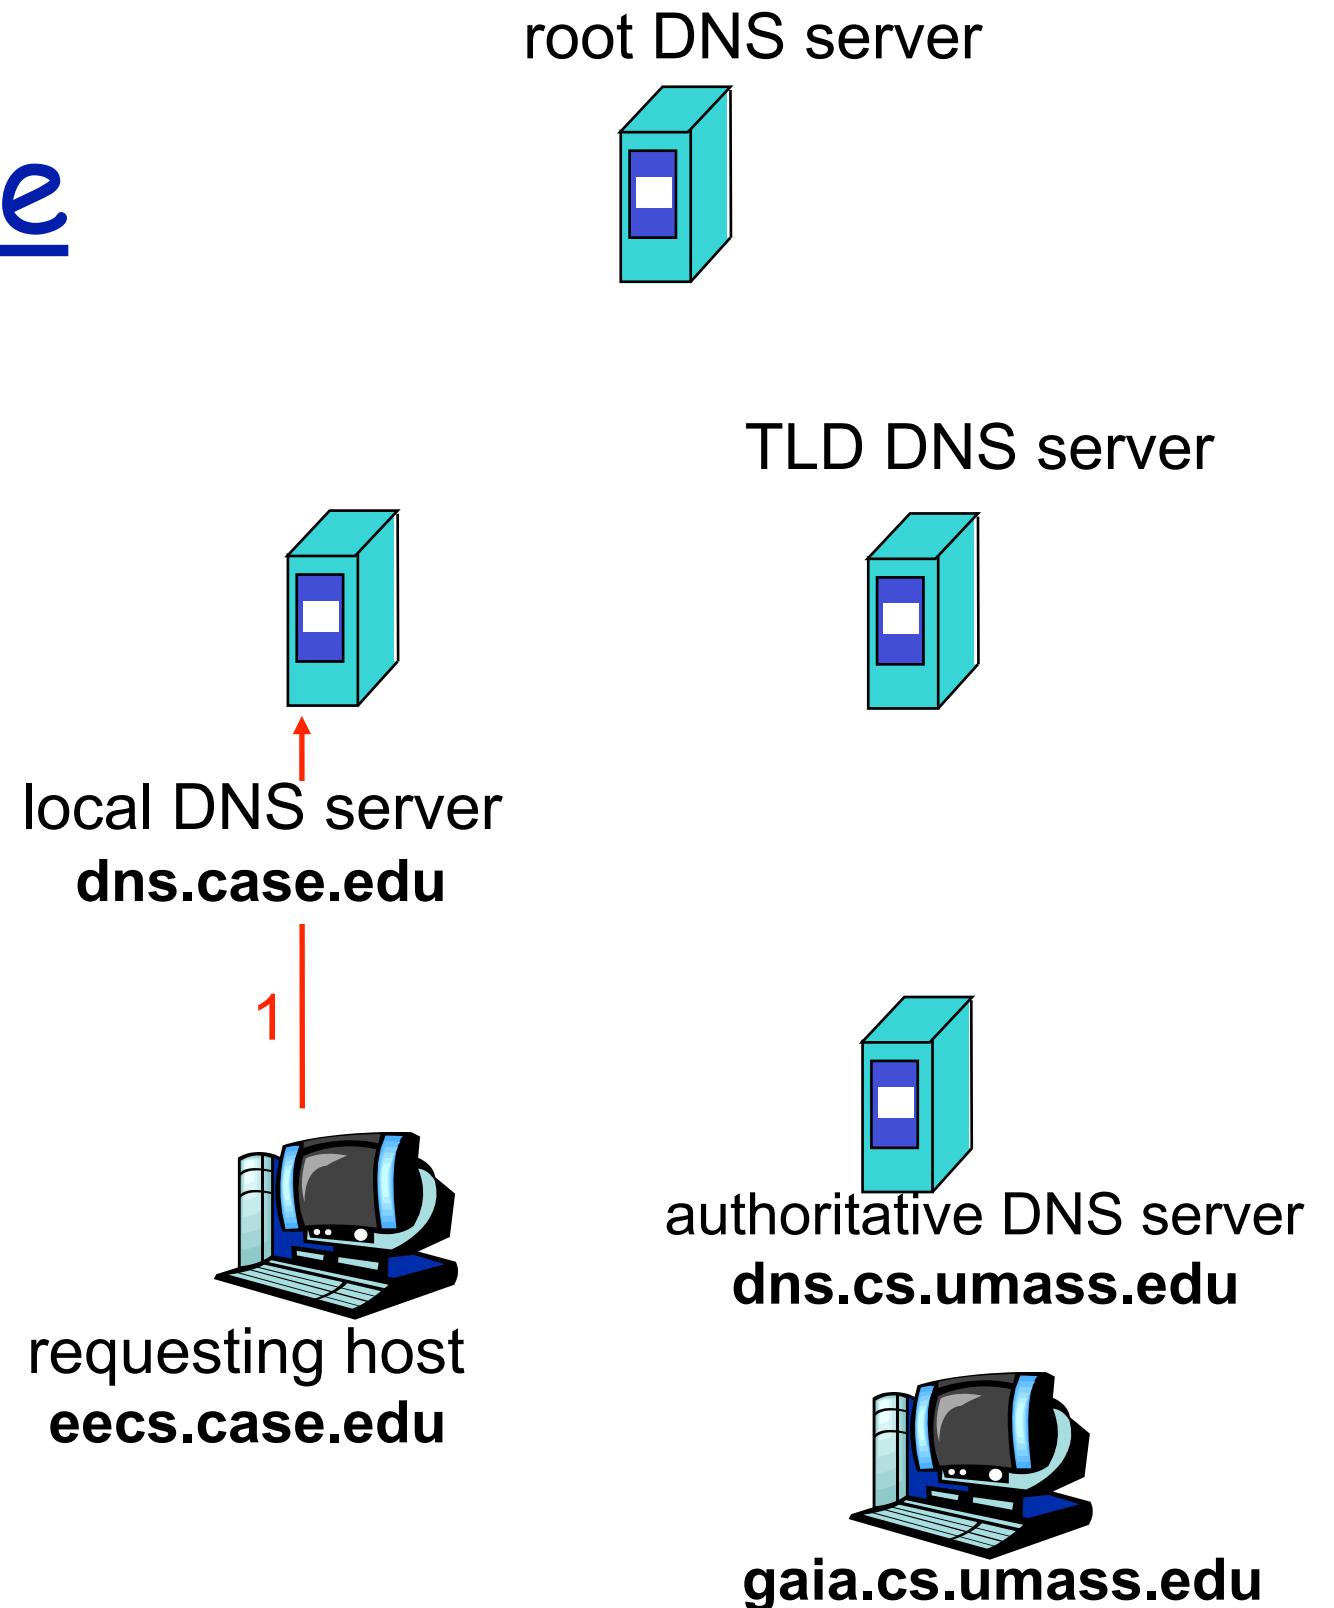 root DNS server
e
TLD DNS server
local DNS server
dns.case.edu
1
authoritative DNS server
dns.cs.umass.edu
requesting host
eecs.case.edu
gaia.cs.umass.edu